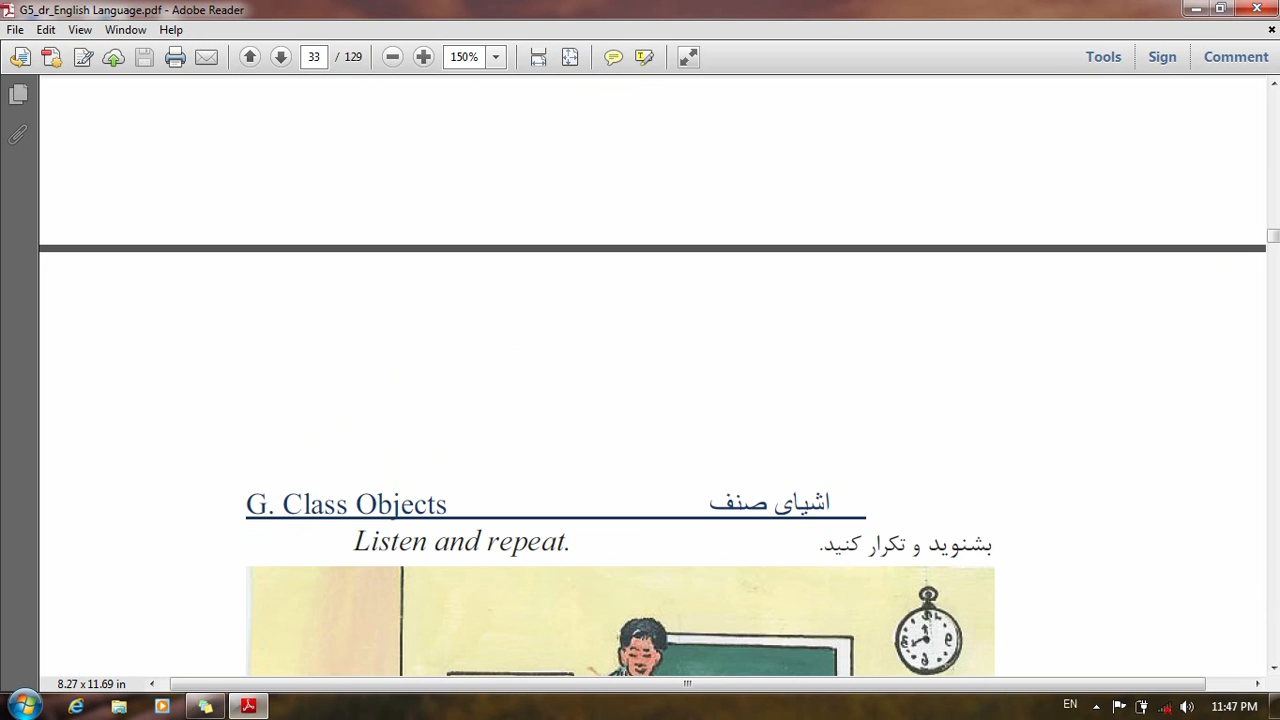 G5_dr_English Language.pdf - Adobe Reader
File Edit View Window Help
33 / 129 150% Tools Sign Comment
G. Class Objects اشیای صنف
Listen and repeat. بشنوید و تکرار کنید.
8.27 x 11.69 in
EN 11:47 PM